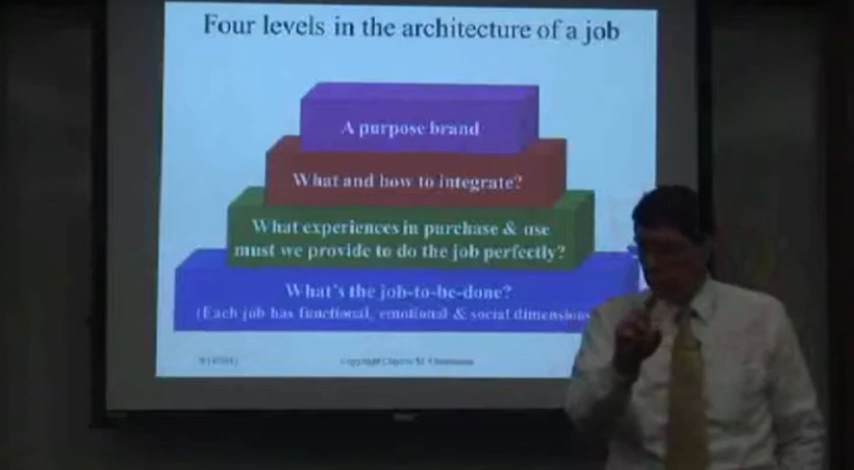 Four levels in the architecture of a job
A purpose brand
What and how to integrate?
What experiences in purchase & use
must we provide to do the job perfectly?
What's the job-to-be-done?
(Each job has functional, emotional & social dimensions
Copyright